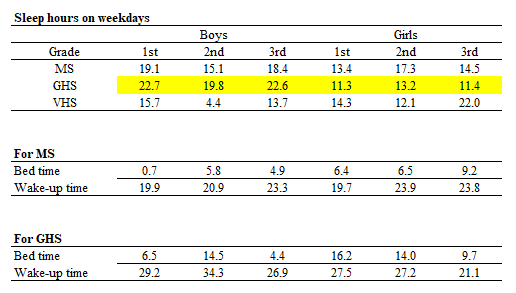 Sleep hours on weekdays
Boys Girls
Grade 1st 2nd 3rd 1st 2nd 3rd
MS 19.1 15.1 18.4 13.4 17.3 14.5
GHS 22.7 19.8 22.6 11.3 13.2 11.4
VHS 15.7 4.4 13.7 14.3 12.1 22.0
For MS
Bed time 0.7 5.8 4.9 6.4 6.5 9.2
Wake-up time 19.9 20.9 23.3 19.7 23.9 23.8
For GHS
Bed time 6.5 14.5 4.4 16.2 14.0 9.7
Wake-up time 29.2 34.3 26.9 27.5 27.2 21.1